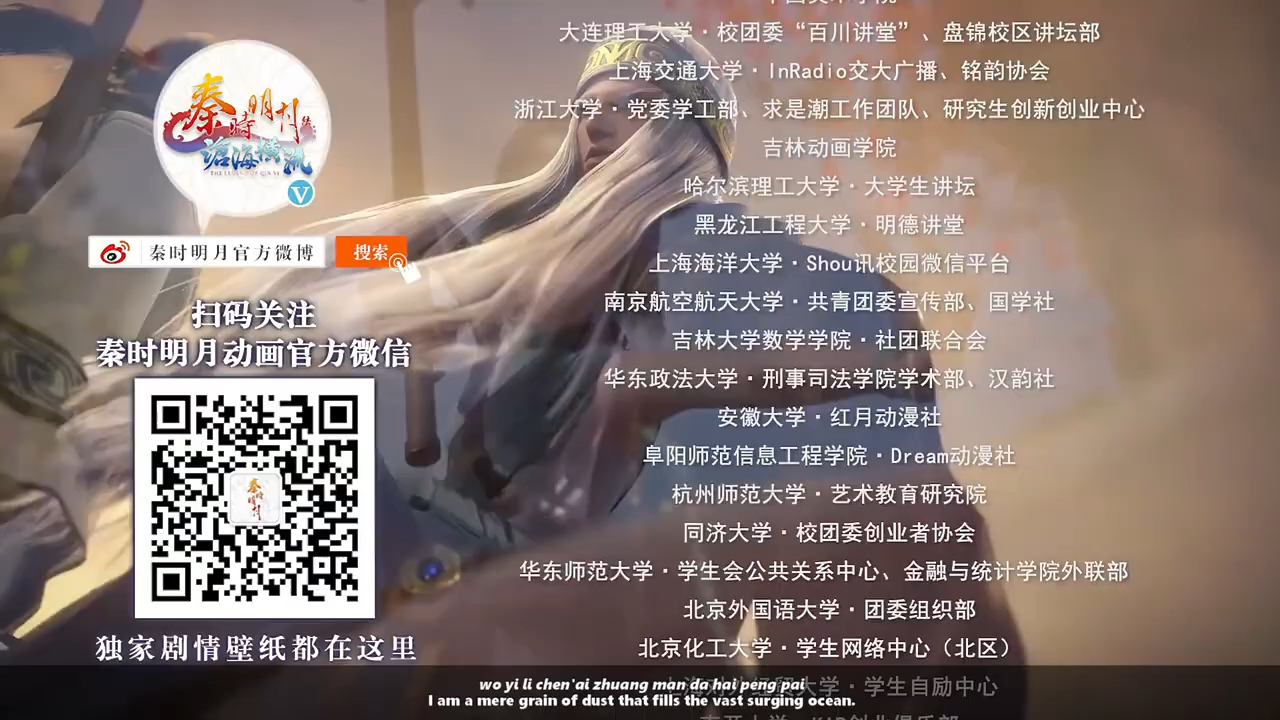 秦时明月
沧海横流
THE LEGEND OF QIN
V
秦时明月官方微博
搜索
扫码关注
秦时明月动画官方微信
独家剧情壁纸都在这里
大连理工大学·校团委“百川讲堂”、盘锦校区讲坛部
上海交通大学·InRadio交大广播、铭韵协会
浙江大学·党委学工部、求是潮工作团队、研究生创新创业中心
吉林动画学院
哈尔滨理工大学·大学生讲坛
黑龙江工程大学·明德讲堂
上海海洋大学·Shou讯校园微信平台
南京航空航天大学·共青团委宣传部、国学社
吉林大学数学学院·社团联合会
华东政法大学·刑事司法学院学术部、汉韵社
安徽大学·红月动漫社
阜阳师范信息工程学院·Dream动漫社
杭州师范大学·艺术教育研究院
同济大学·校团委创业者协会
华东师范大学·学生会公共关系中心、金融与统计学院外联部
北京外国语大学·团委组织部
北京化工大学·学生网络中心（北区）
上海对外经贸大学·学生自励中心
wo yi li chen'ai zhuang man da hai peng pai
I am a mere grain of dust that fills the vast surging ocean.